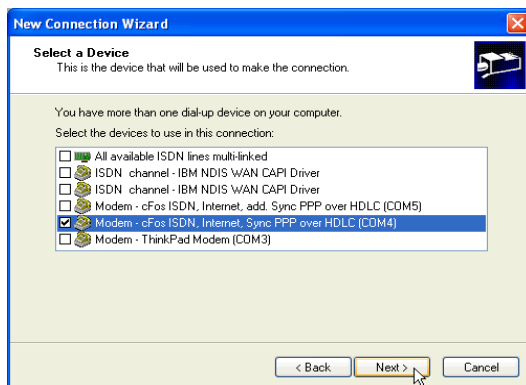 New Connection Wizard
Select a Device
This is the device that will be used to make the connection.
You have more than one dial-up device on your computer.
Select the devices to use in this connection:
All available ISDN lines multi-linked
ISDN channel - IBM NDIS WAN CAPI Driver
ISDN channel - IBM NDIS WAN CAPI Driver
Modem - cFos ISDN, Internet, add. Sync PPP over HDLC (COM5)
Modem - cFos ISDN, Internet, Sync PPP over HDLC (COM4)
Modem - ThinkPad Modem (COM3)
< Back Next > Cancel